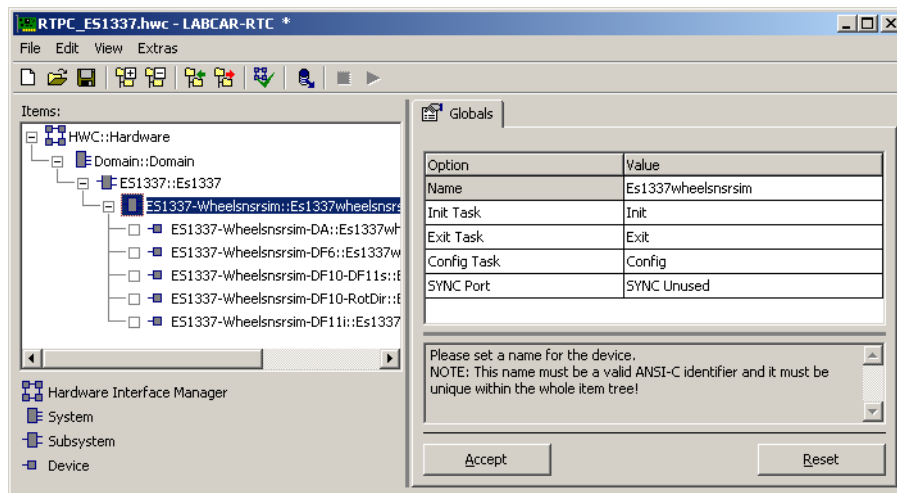 RTPC_ES1337.hwc - LABCAR-RTC *
File Edit View Extras
Items:
HWC::Hardware
Domain::Domain
ES1337::Es1337
ES1337-Wheelsnsrsim::Es1337wheelsnsrs
ES1337-Wheelsnsrsim-DA::Es1337wh
ES1337-Wheelsnsrsim-DF6::Es1337w
ES1337-Wheelsnsrsim-DF10-DF11s::E
ES1337-Wheelsnsrsim-DF10-RotDir::E
ES1337-Wheelsnsrsim-DF11i::Es1337
Hardware Interface Manager
System
Subsystem
Device
Globals
Option Value
Name Es1337wheelsnsrsim
Init Task Init
Exit Task Exit
Config Task Config
SYNC Port SYNC Unused
Please set a name for the device.
NOTE: This name must be a valid ANSI-C identifier and it must be
unique within the whole item tree!
Accept Reset